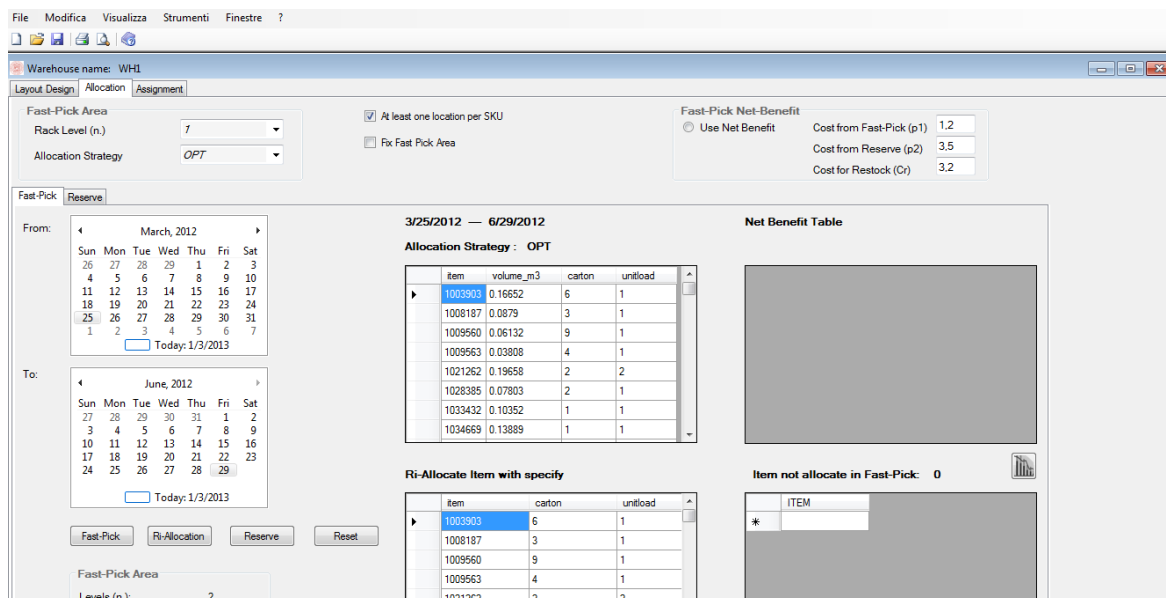 File Modifica Visualizza Strumenti Finestre ?
Warehouse name: WH1
Layout Design Allocation Assignment
Fast-Pick Area
Rack Level (n.) 1
Allocation Strategy OPT
At least one location per SKU
Fix Fast Pick Area
Fast-Pick Net-Benefit
Use Net Benefit
Cost from Fast-Pick (p1) 1,2
Cost from Reserve (p2) 3,5
Cost for Restock (Cr) 3,2
Fast-Pick Reserve
From:
March, 2012
Sun Mon Tue Wed Thu Fri Sat
26 27 28 29 1 2 3
4 5 6 7 8 9 10
11 12 13 14 15 16 17
18 19 20 21 22 23 24
25 26 27 28 29 30 31
1 2 3 4 5 6 7
Today: 1/3/2013
To:
June, 2012
Sun Mon Tue Wed Thu Fri Sat
27 28 29 30 31 1 2
3 4 5 6 7 8 9
10 11 12 13 14 15 16
17 18 19 20 21 22 23
24 25 26 27 28 29
Today: 1/3/2013
Fast-Pick Ri-Allocation Reserve Reset
Fast-Pick Area
Levels (n.): 2
3/25/2012 — 6/29/2012
Allocation Strategy : OPT
item volume_m3 carton unitload
1003903 0.16652 6 1
1008187 0.0879 3 1
1009560 0.06132 9 1
1009563 0.03808 4 1
1021262 0.19658 2 2
1028385 0.07803 2 1
1033432 0.10352 1 1
1034669 0.13889 1 1
Ri-Allocate Item with specify
item carton unitload
1003903 6 1
1008187 3 1
1009560 9 1
1009563 4 1
1021262 2 2
Net Benefit Table
Item not allocate in Fast-Pick: 0
ITEM